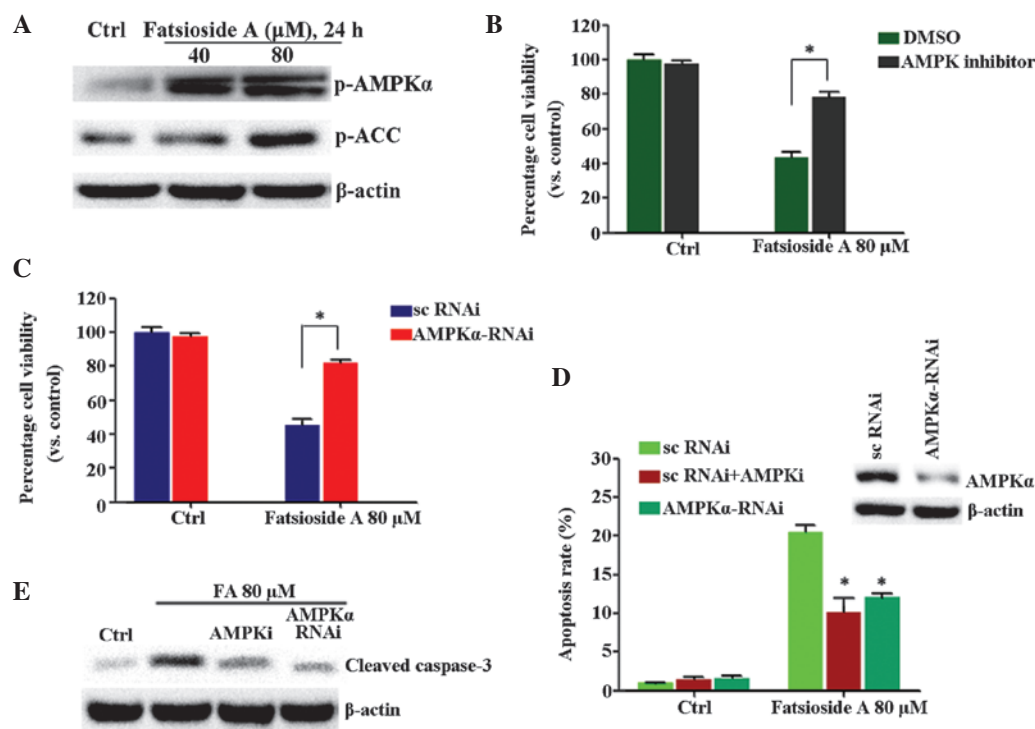 A
Ctrl Fatsioside A (μM), 24 h
40 80
p-AMPKα
p-ACC
β-actin
B
DMSO
AMPK inhibitor
*
120
100
80
60
40
20
0
Percentage cell viability
(vs. control)
Ctrl Fatsioside A 80 μM
C
sc RNAi
AMPKα-RNAi
*
120
100
80
60
40
20
0
Percentage cell viability
(vs. control)
Ctrl Fatsioside A 80 μM
D
sc RNAi
sc RNAi+AMPKi
AMPKα-RNAi
sc RNAi
AMPKα-RNAi
AMPKα
β-actin
30
25
20
15
10
5
0
Apoptosis rate (%)
* *
Ctrl Fatsioside A 80 μM
E
FA 80 μM
Ctrl AMPKi AMPKα
RNAi
Cleaved caspase-3
β-actin